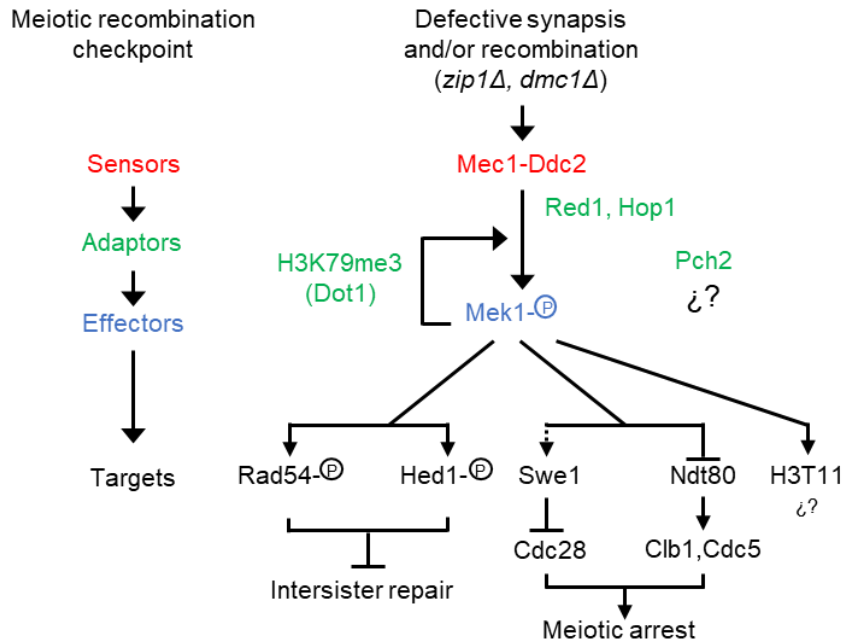 Meiotic recombination
checkpoint
Defective synapsis
and/or recombination
(zip1Δ, dmc1Δ)
Sensors
Mec1-Ddc2
Red1, Hop1
Adaptors
H3K79me3
(Dot1)
Pch2
¿?
Effectors
Mek1-P
Targets
Rad54-P
Hed1-P
Swe1
Ndt80
H3T11
¿?
Cdc28
Clb1,Cdc5
Intersister repair
Meiotic arrest